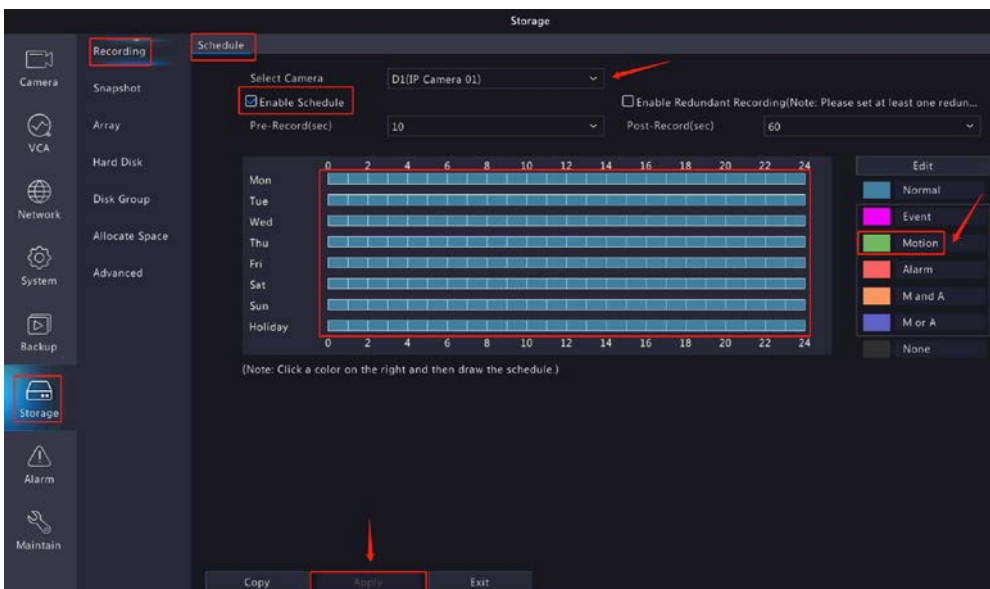 Storage
Camera
VCA
Network
System
Backup
Storage
Alarm
Maintain
Recording
Snapshot
Array
Hard Disk
Disk Group
Allocate Space
Advanced
Schedule
Select Camera D1(IP Camera 01)
Enable Schedule Enable Redundant Recording(Note: Please set at least one redun...
Pre-Record(sec) 10 Post-Record(sec) 60
0 2 4 6 8 10 12 14 16 18 20 22 24
Mon
Tue
Wed
Thu
Fri
Sat
Sun
Holiday
0 2 4 6 8 10 12 14 16 18 20 22 24
Edit
Normal
Event
Motion
Alarm
M and A
M or A
None
(Note: Click a color on the right and then draw the schedule.)
Copy Apply Exit